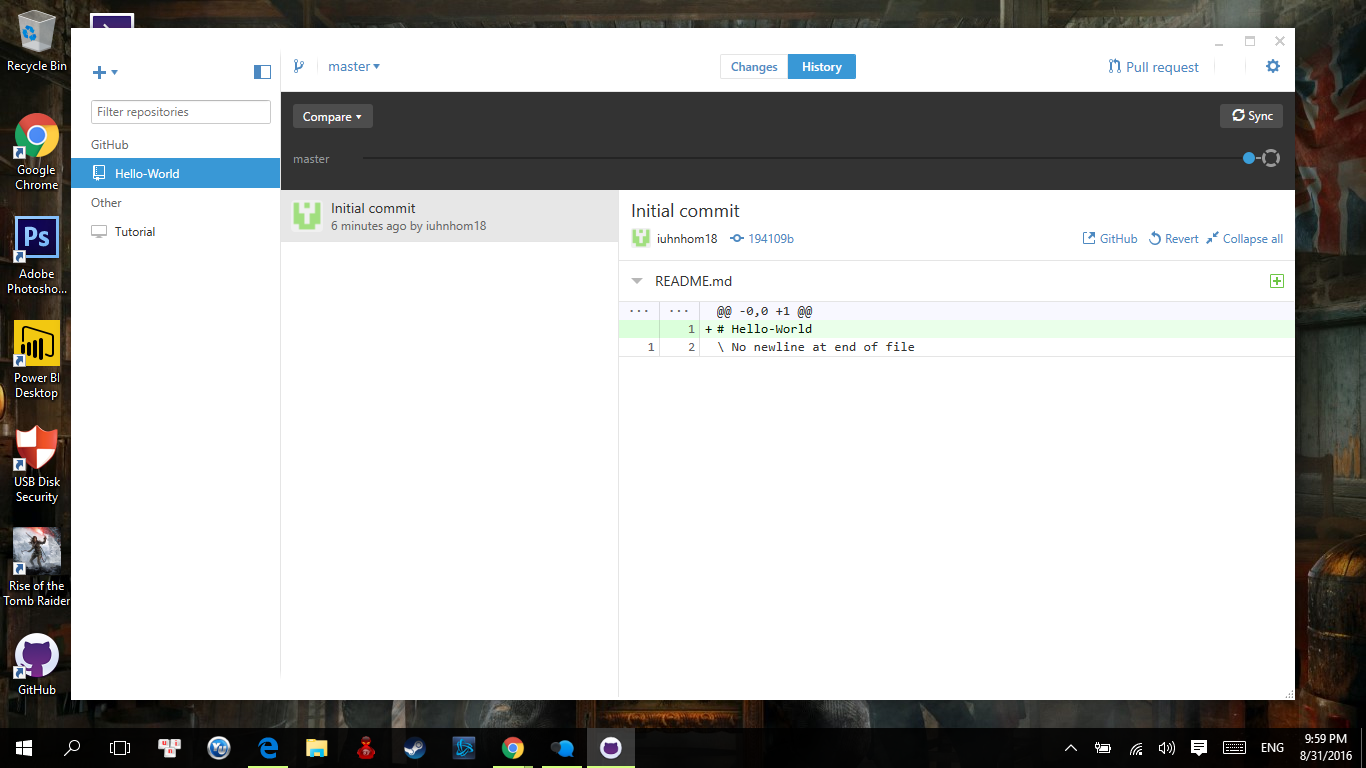 Recycle Bin
Google
Chrome
Ps
Adobe
Photosho...
Power BI
Desktop
USB Disk
Security
Rise of the
Tomb Raider
GitHub
master
Changes
History
Pull request
Filter repositories
GitHub
Hello-World
Other
Tutorial
Compare
Sync
master
Initial commit
6 minutes ago by iuhnhom18
Initial commit
iuhnhom18
194109b
GitHub
Revert
Collapse all
README.md
... ... @@ -0,0 +1 @@
1 + # Hello-World
1 2 \ No newline at end of file
ENG
9:59 PM
8/31/2016